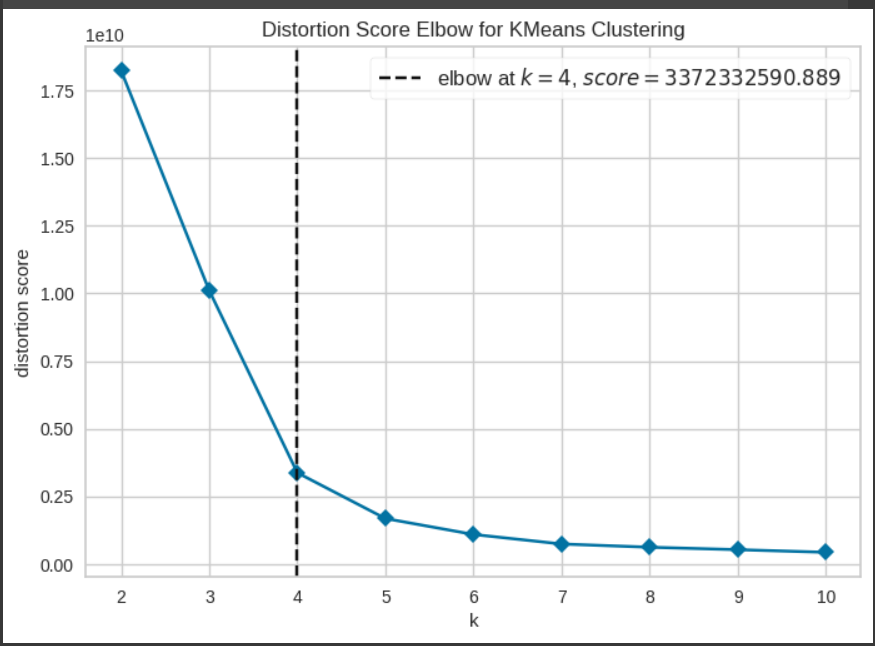 Distortion Score Elbow for KMeans Clustering
1e10
elbow at k = 4, score = 3372332590.889
1.75
1.50
1.25
1.00
0.75
0.50
0.25
0.00
distortion score
2 3 4 5 6 7 8 9 10
k